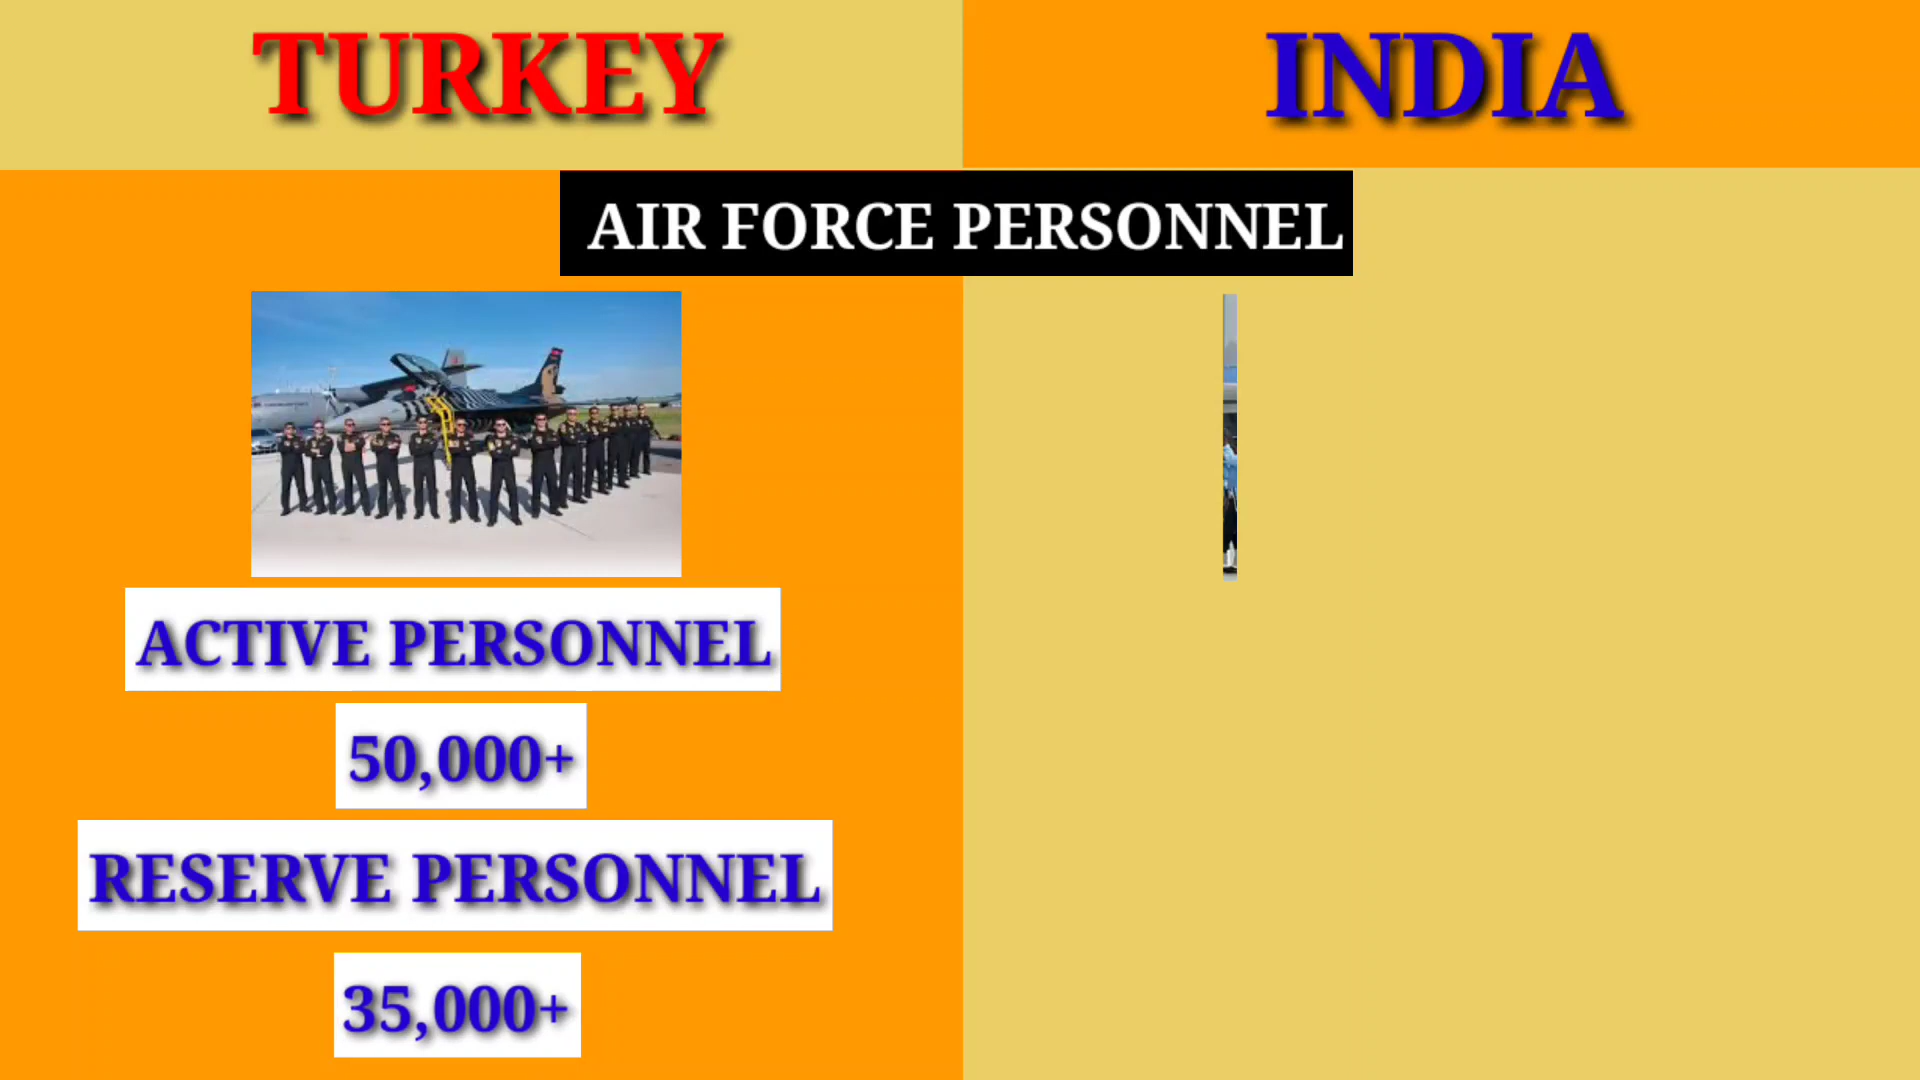 TURKEY
INDIA
AIR FORCE PERSONNEL
ACTIVE PERSONNEL
50,000+
RESERVE PERSONNEL
35,000+